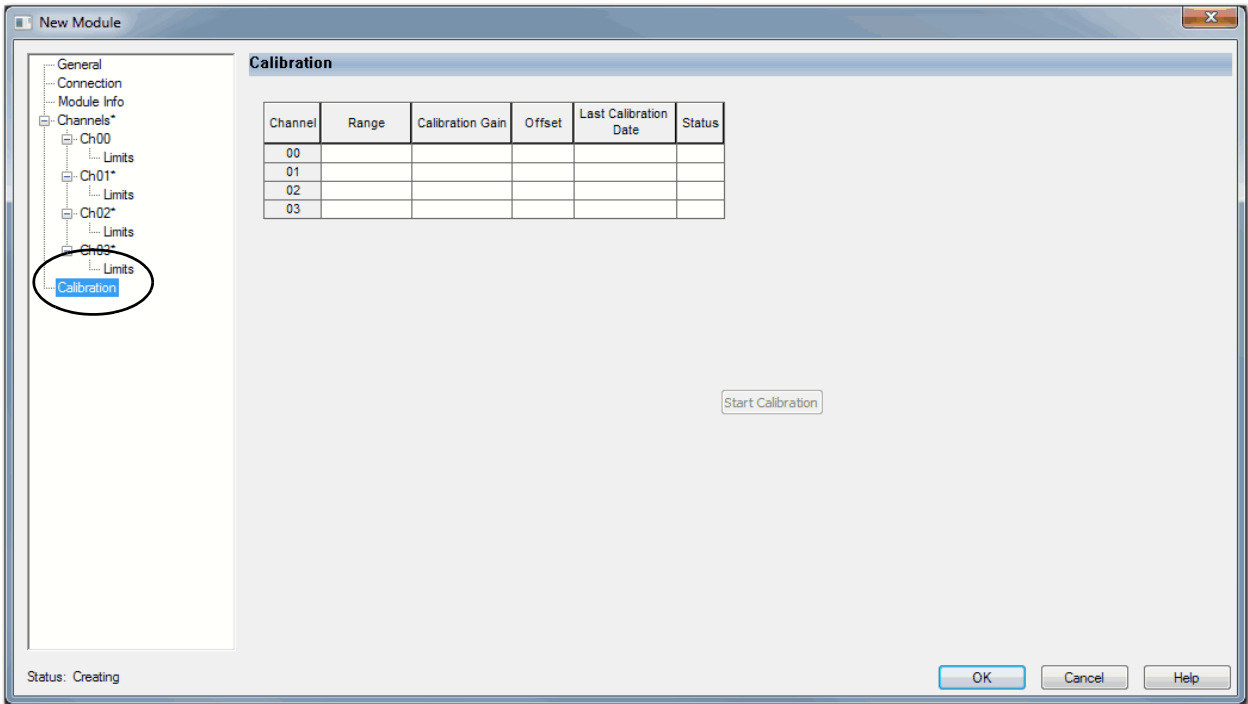 New Module
General
Connection
Module Info
Channels*
Ch00
Limits
Ch01*
Limits
Ch02*
Limits
Ch03*
Limits
Calibration
Calibration
Channel Range Calibration Gain Offset Last Calibration Date Status
00
01
02
03
Start Calibration
Status: Creating
OK Cancel Help